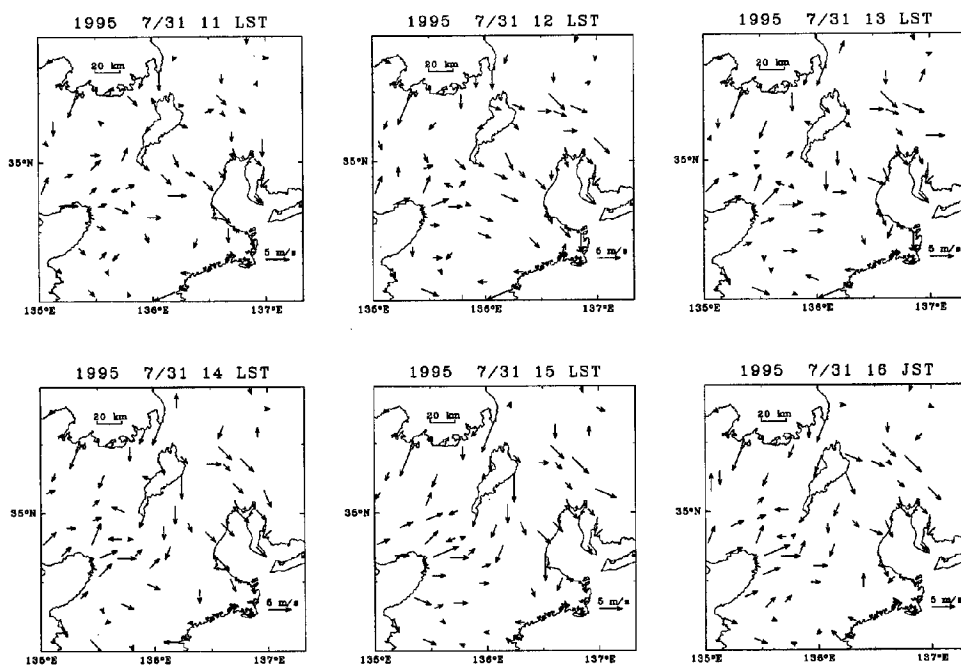 1995 7/31 11 LST
20 km
35°N
5 m/s
135°E 136°E 137°E
1995 7/31 12 LST
20 km
35°N
5 m/s
135°E 136°E 137°E
1995 7/31 13 LST
20 km
35°N
5 m/s
135°E 136°E 137°E
1995 7/31 14 LST
20 km
35°N
5 m/s
135°E 136°E 137°E
1995 7/31 15 LST
20 km
35°N
5 m/s
135°E 136°E 137°E
1995 7/31 16 JST
20 km
35°N
5 m/s
135°E 136°E 137°E